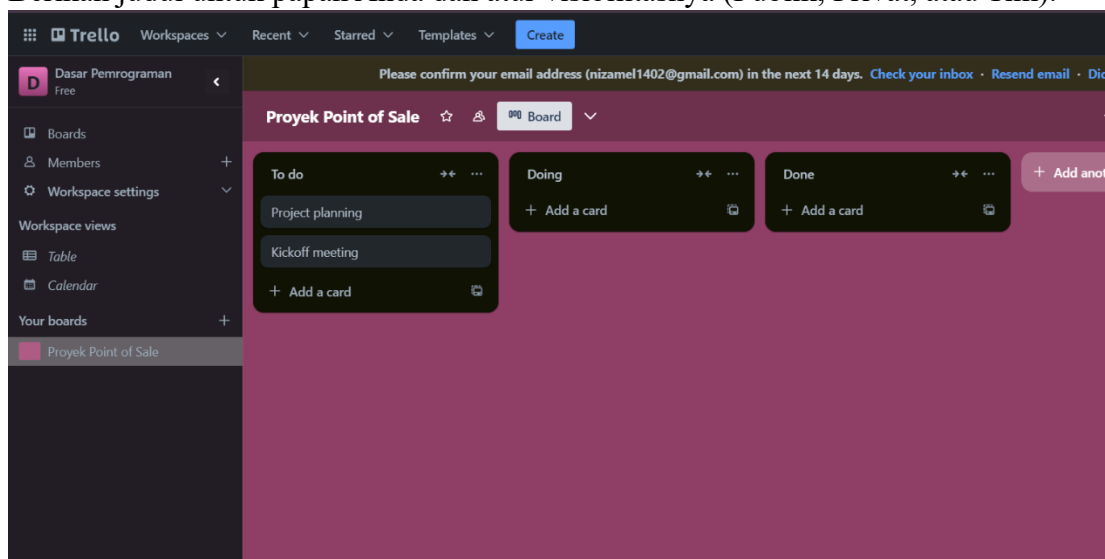 Trello Workspaces Recent Starred Templates Create
Dasar Pemrograman
Free
Please confirm your email address (nizamel1402@gmail.com) in the next 14 days. Check your inbox · Resend email ·
Proyek Point of Sale Board
Boards
Members
Workspace settings
Workspace views
Table
Calendar
Your boards
Proyek Point of Sale
To do
Project planning
Kickoff meeting
+ Add a card
Doing
+ Add a card
Done
+ Add a card
+ Add